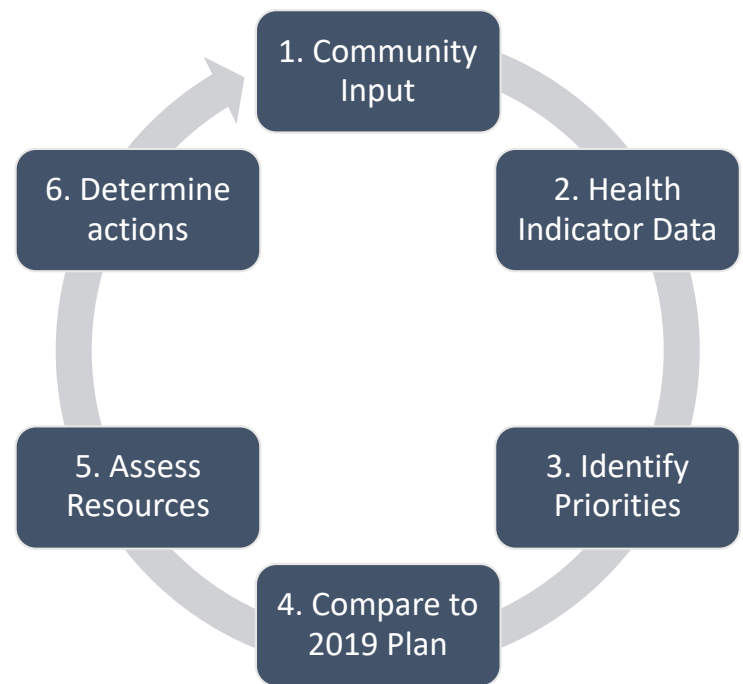 1. Community
Input
2. Health
Indicator Data
3. Identify
Priorities
4. Compare to
2019 Plan
5. Assess
Resources
6. Determine
actions